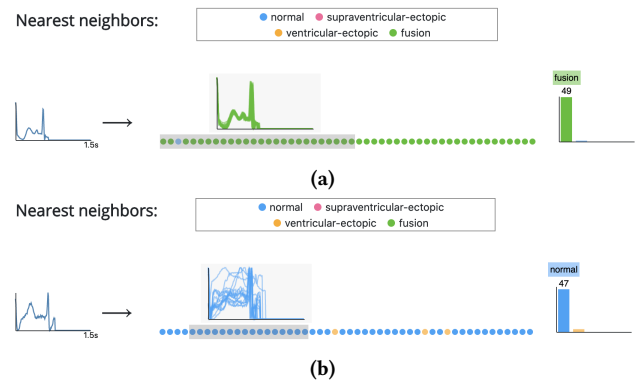 Nearest neighbors:
normal supraventricular-ectopic
ventricular-ectopic fusion
fusion
49
1.5s
(a)
Nearest neighbors:
normal supraventricular-ectopic
ventricular-ectopic fusion
normal
47
1.5s
(b)